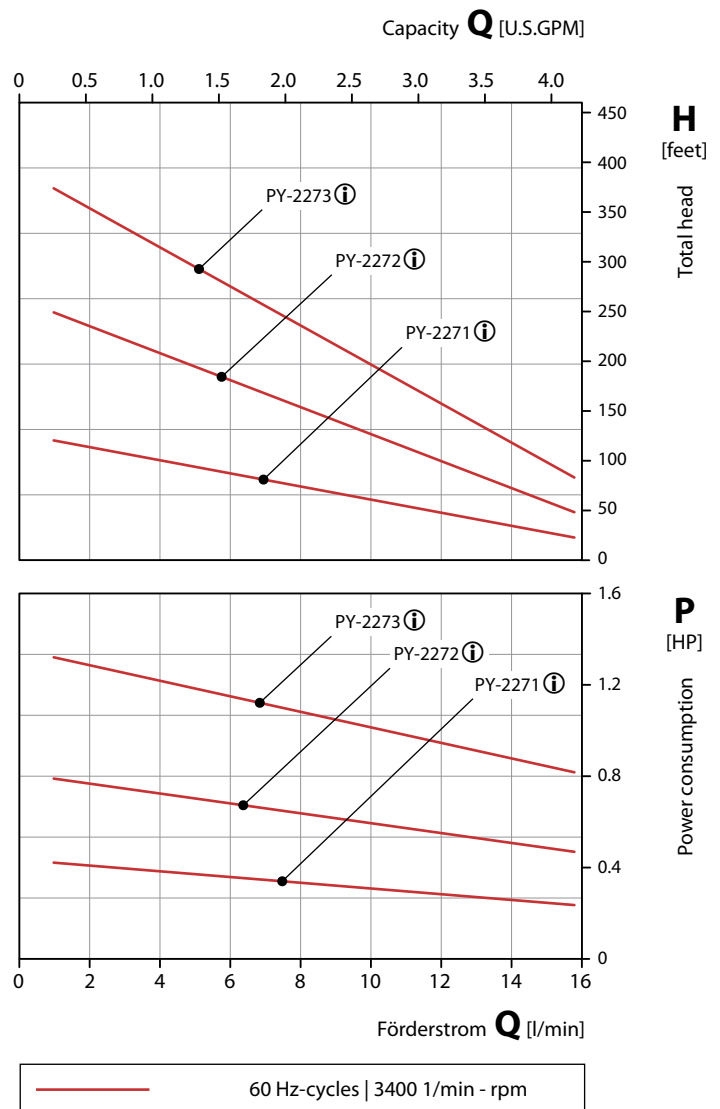 Capacity Q [U.S.GPM]
0 0.5 1.0 1.5 2.0 2.5 3.0 3.5 4.0
450
H
[feet]
400
350
300
250
200
150
100
50
0
Total head
PY-2273 i
PY-2272 i
PY-2271 i
1.6
P
[HP]
1.2
0.8
0.4
0
Power consumption
PY-2273 i
PY-2272 i
PY-2271 i
0 2 4 6 8 10 12 14 16
Förderstrom Q [l/min]
60 Hz-cycles | 3400 1/min - rpm